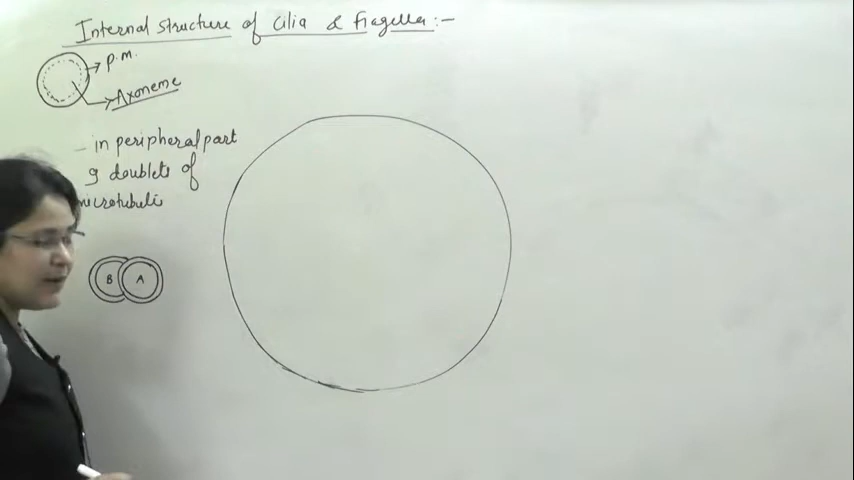 Internal structure of Cilia & Flagella :-
P.m.
Axoneme
- in peripheral part
9 doublets of
microtubuli
B A